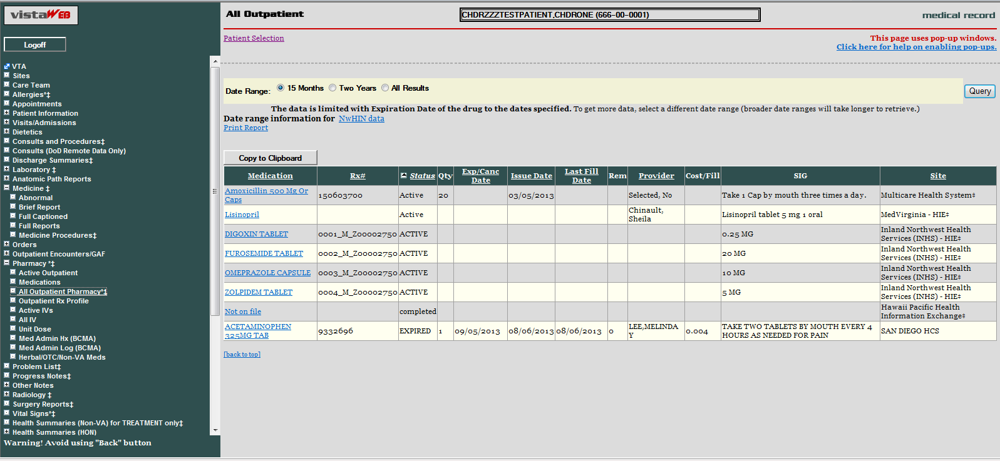 vistaWEB
Logoff
VTA
Sites
Care Team
Allergies*‡
Appointments
Patient Information
Visits/Admissions
Dietetics
Consults and Procedures‡
Consults (DoD Remote Data Only)
Discharge Summaries‡
Laboratory ‡
Anatomic Path Reports
Medicine ‡
Abnormal
Brief Report
Full Captioned
Full Reports
Medicine Procedures‡
Orders
Outpatient Encounters/GAF
Pharmacy *‡
Active Outpatient
Medications
All Outpatient Pharmacy*‡
Outpatient Rx Profile
Active IVs
All IV
Unit Dose
Med Admin Hx (BCMA)
Med Admin Log (BCMA)
Herbal/OTC/Non-VA Meds
Problem List‡
Progress Notes‡
Other Notes
Radiology ‡
Surgery Reports‡
Vital Signs*‡
Health Summaries (Non-VA) for TREATMENT only‡
Health Summaries (HON)
Warning! Avoid using "Back" button
All Outpatient
CHDRZZZTESTPATIENT,CHDRONE (666-00-0001)
medical record
Patient Selection
This page uses pop-up windows.
Click here for help on enabling pop-ups.
Date Range: 15 Months Two Years All Results
Query
The data is limited with Expiration Date of the drug to the dates specified. To get more data, select a different date range (broader date ranges will take longer to retrieve.)
Date range information for NwHIN data
Print Report
Copy to Clipboard
Medication Rx# Status Qty Exp/Canc Date Issue Date Last Fill Date Rem Provider Cost/Fill SIG Site
Amoxicillin 500 Mg Or Caps 150603700 Active 20 03/05/2013 Selected, No Take 1 Cap by mouth three times a day. Multicare Health System‡
Lisinopril Active Chinault, Sheila Lisinopril tablet 5 mg 1 oral MedVirginia - HIE‡
DIGOXIN TABLET 0001_M_Z00002750 ACTIVE 0.25 MG Inland Northwest Health Services (INHS) - HIE‡
FUROSEMIDE TABLET 0002_M_Z00002750 ACTIVE 20 MG Inland Northwest Health Services (INHS) - HIE‡
OMEPRAZOLE CAPSULE 0003_M_Z00002750 ACTIVE 10 MG Inland Northwest Health Services (INHS) - HIE‡
ZOLPIDEM TABLET 0004_M_Z00002750 ACTIVE 5 MG Inland Northwest Health Services (INHS) - HIE‡
Not on file completed Hawaii Pacific Health Information Exchange‡
ACETAMINOPHEN 325MG TAB 9332696 EXPIRED 1 09/05/2013 08/06/2013 08/06/2013 0 LEE,MELINDA Y 0.004 TAKE TWO TABLETS BY MOUTH EVERY 4 HOURS AS NEEDED FOR PAIN SAN DIEGO HCS
[back to top]